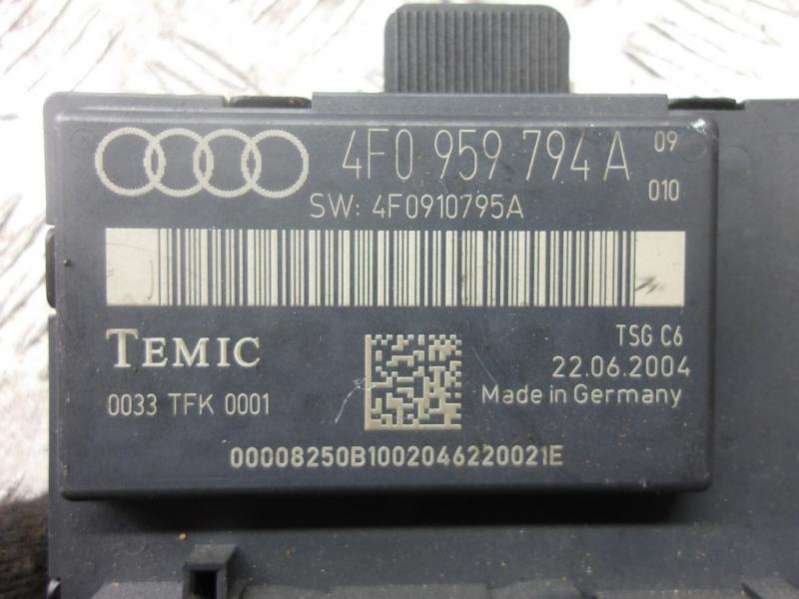 4F0 959 794 A 09
010
SW: 4F0910795A
TEMIC
TSG C6
22.06.2004
0033 TFK 0001
Made in Germany
00008250B1002046220021E